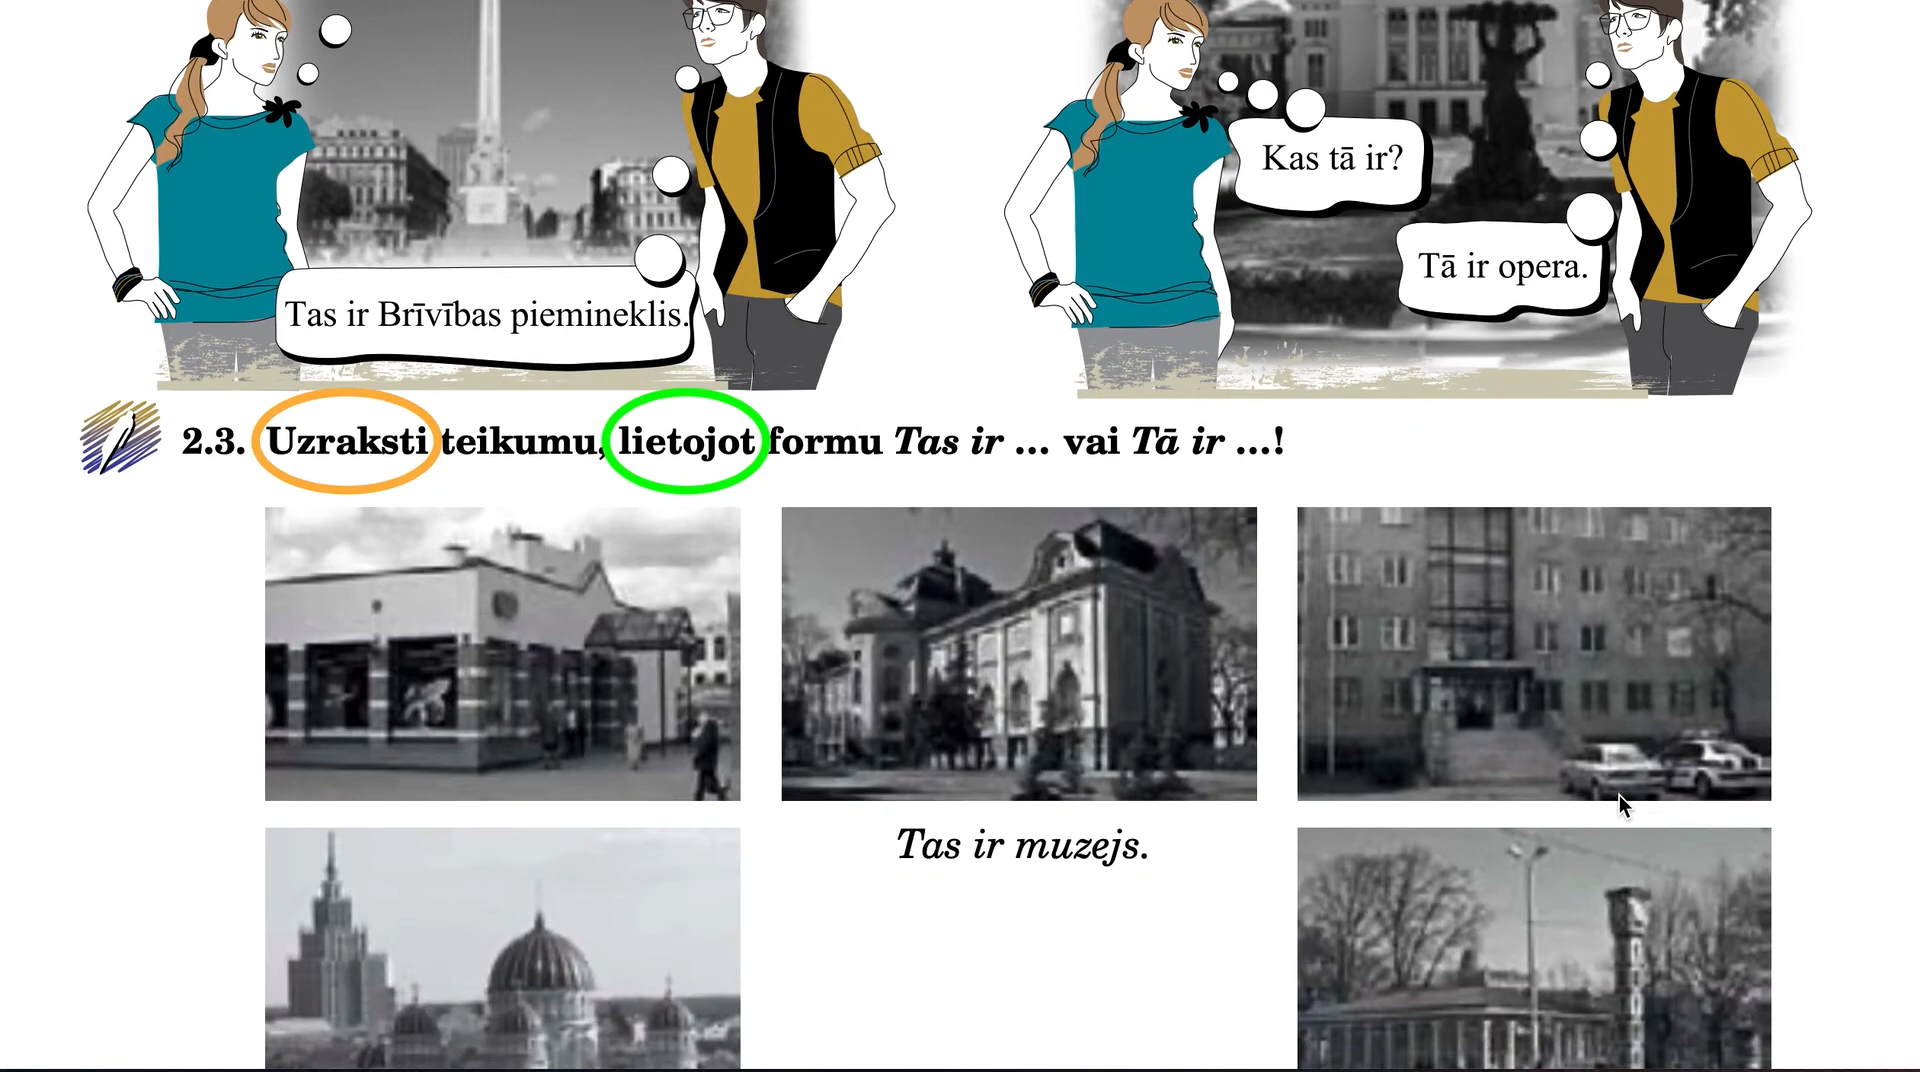 Tas ir Brīvības piemineklis.
Kas tā ir?
Tā ir opera.
2.3. Uzraksti teikumu, lietojot formu Tas ir ... vai Tā ir ...!
Tas ir muzejs.